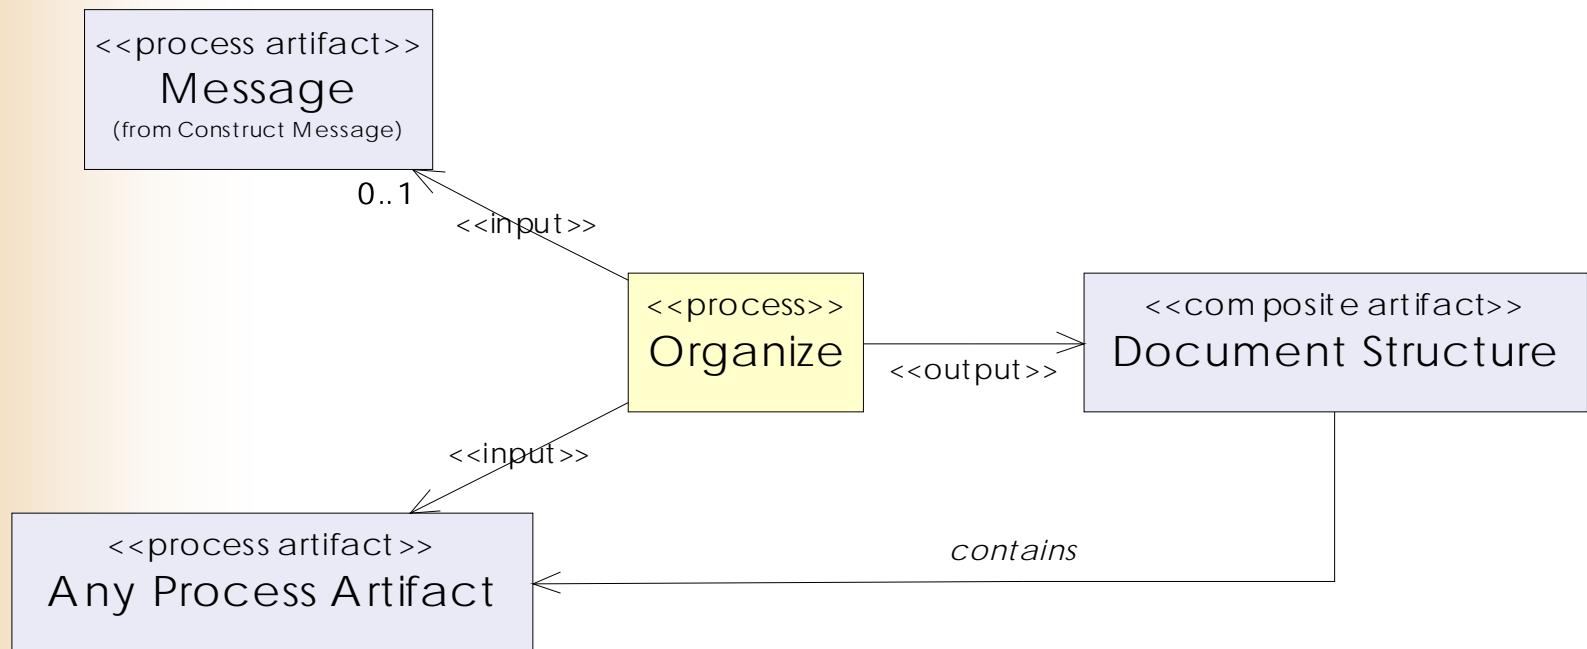 <<process artifact>>
Message
(from Construct Message)
0..1
<<input>>
<<process>>
Organize
<<output>>
<<composite artifact>>
Document Structure
<<input>>
<<process artifact>>
Any Process Artifact
contains